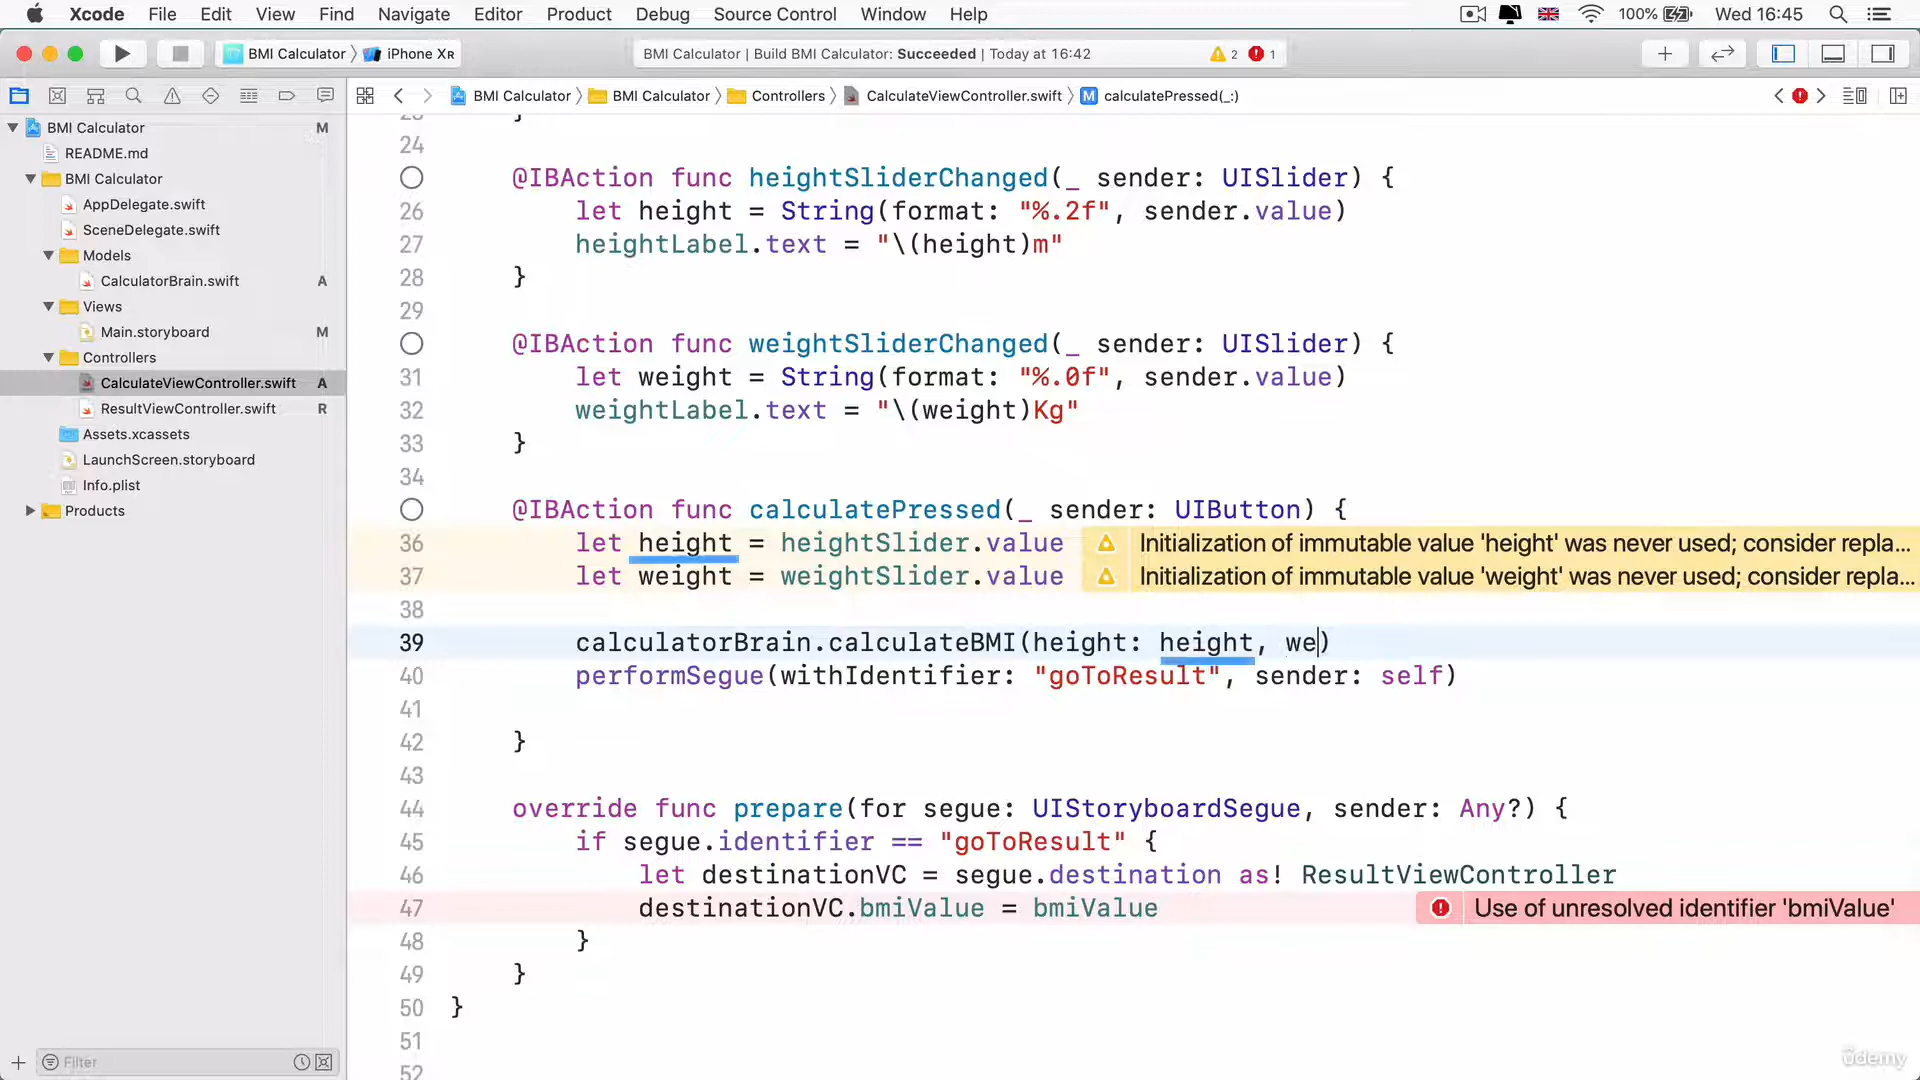 Xcode File Edit View Find Navigate Editor Product Debug Source Control Window Help 100% Wed 16:45
BMI Calculator iPhone XR BMI Calculator | Build BMI Calculator: Succeeded | Today at 16:42 2 1
BMI Calculator BMI Calculator Controllers CalculateViewController.swift M calculatePressed(_:)
BMI Calculator M
README.md
BMI Calculator
AppDelegate.swift
SceneDelegate.swift
Models
CalculatorBrain.swift A
Views
Main.storyboard M
Controllers
CalculateViewController.swift A
ResultViewController.swift R
Assets.xcassets
LaunchScreen.storyboard
Info.plist
Products
Filter
}
24
@IBAction func heightSliderChanged(_ sender: UISlider) {
26 let height = String(format: "%.2f", sender.value)
27 heightLabel.text = "\(height)m"
28 }
29
@IBAction func weightSliderChanged(_ sender: UISlider) {
31 let weight = String(format: "%.0f", sender.value)
32 weightLabel.text = "\(weight)Kg"
33 }
34
@IBAction func calculatePressed(_ sender: UIButton) {
36 let height = heightSlider.value Initialization of immutable value 'height' was never used; consider repla...
37 let weight = weightSlider.value Initialization of immutable value 'weight' was never used; consider repla...
38
39 calculatorBrain.calculateBMI(height: height, we)
40 performSegue(withIdentifier: "goToResult", sender: self)
41
42 }
43
44 override func prepare(for segue: UIStoryboardSegue, sender: Any?) {
45 if segue.identifier == "goToResult" {
46 let destinationVC = segue.destination as! ResultViewController
47 destinationVC.bmiValue = bmiValue Use of unresolved identifier 'bmiValue'
48 }
49 }
50 }
51
52
ûdemy